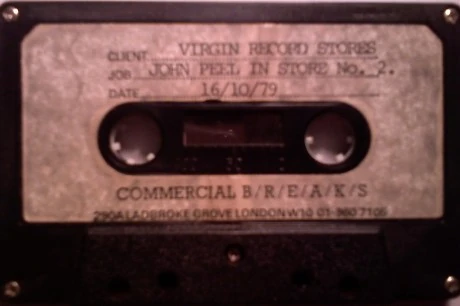 CLIENT VIRGIN RECORD STORES
JOB JOHN PEEL IN STORE No. 2.
DATE 16/10/79
COMMERCIAL B/R/E/A/K/S
290A LADBROKE GROVE LONDON W10 01-960 7106